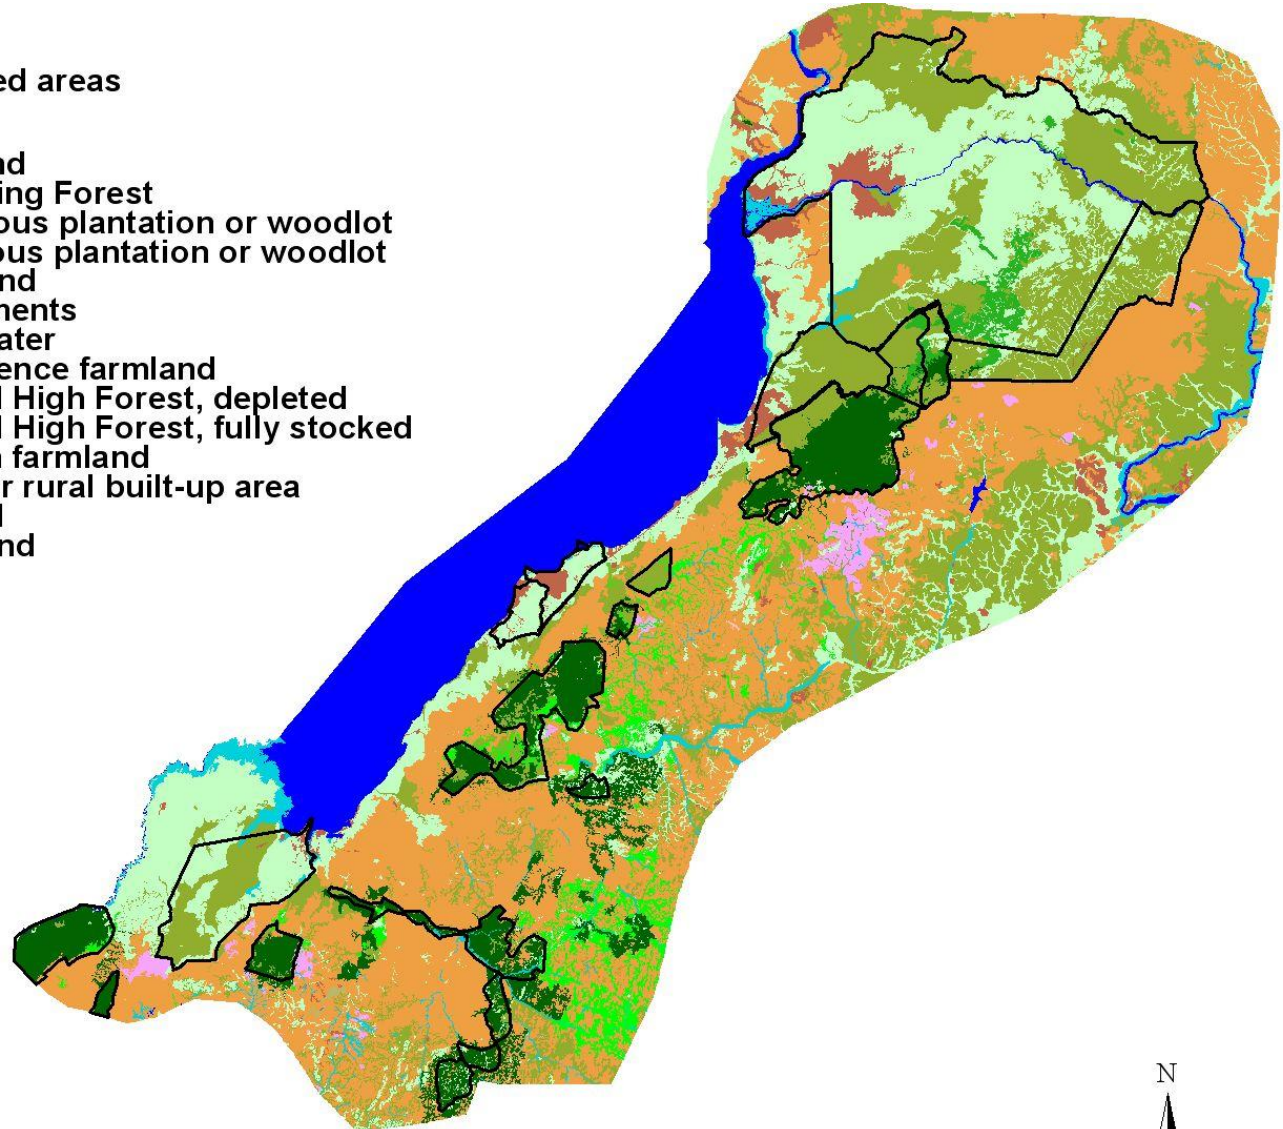 ed areas
nd
ing Forest
ous plantation or woodlot
ous plantation or woodlot
nd
ments
ater
ence farmland
l High Forest, depleted
l High Forest, fully stocked
n farmland
r rural built-up area
l
nd
N